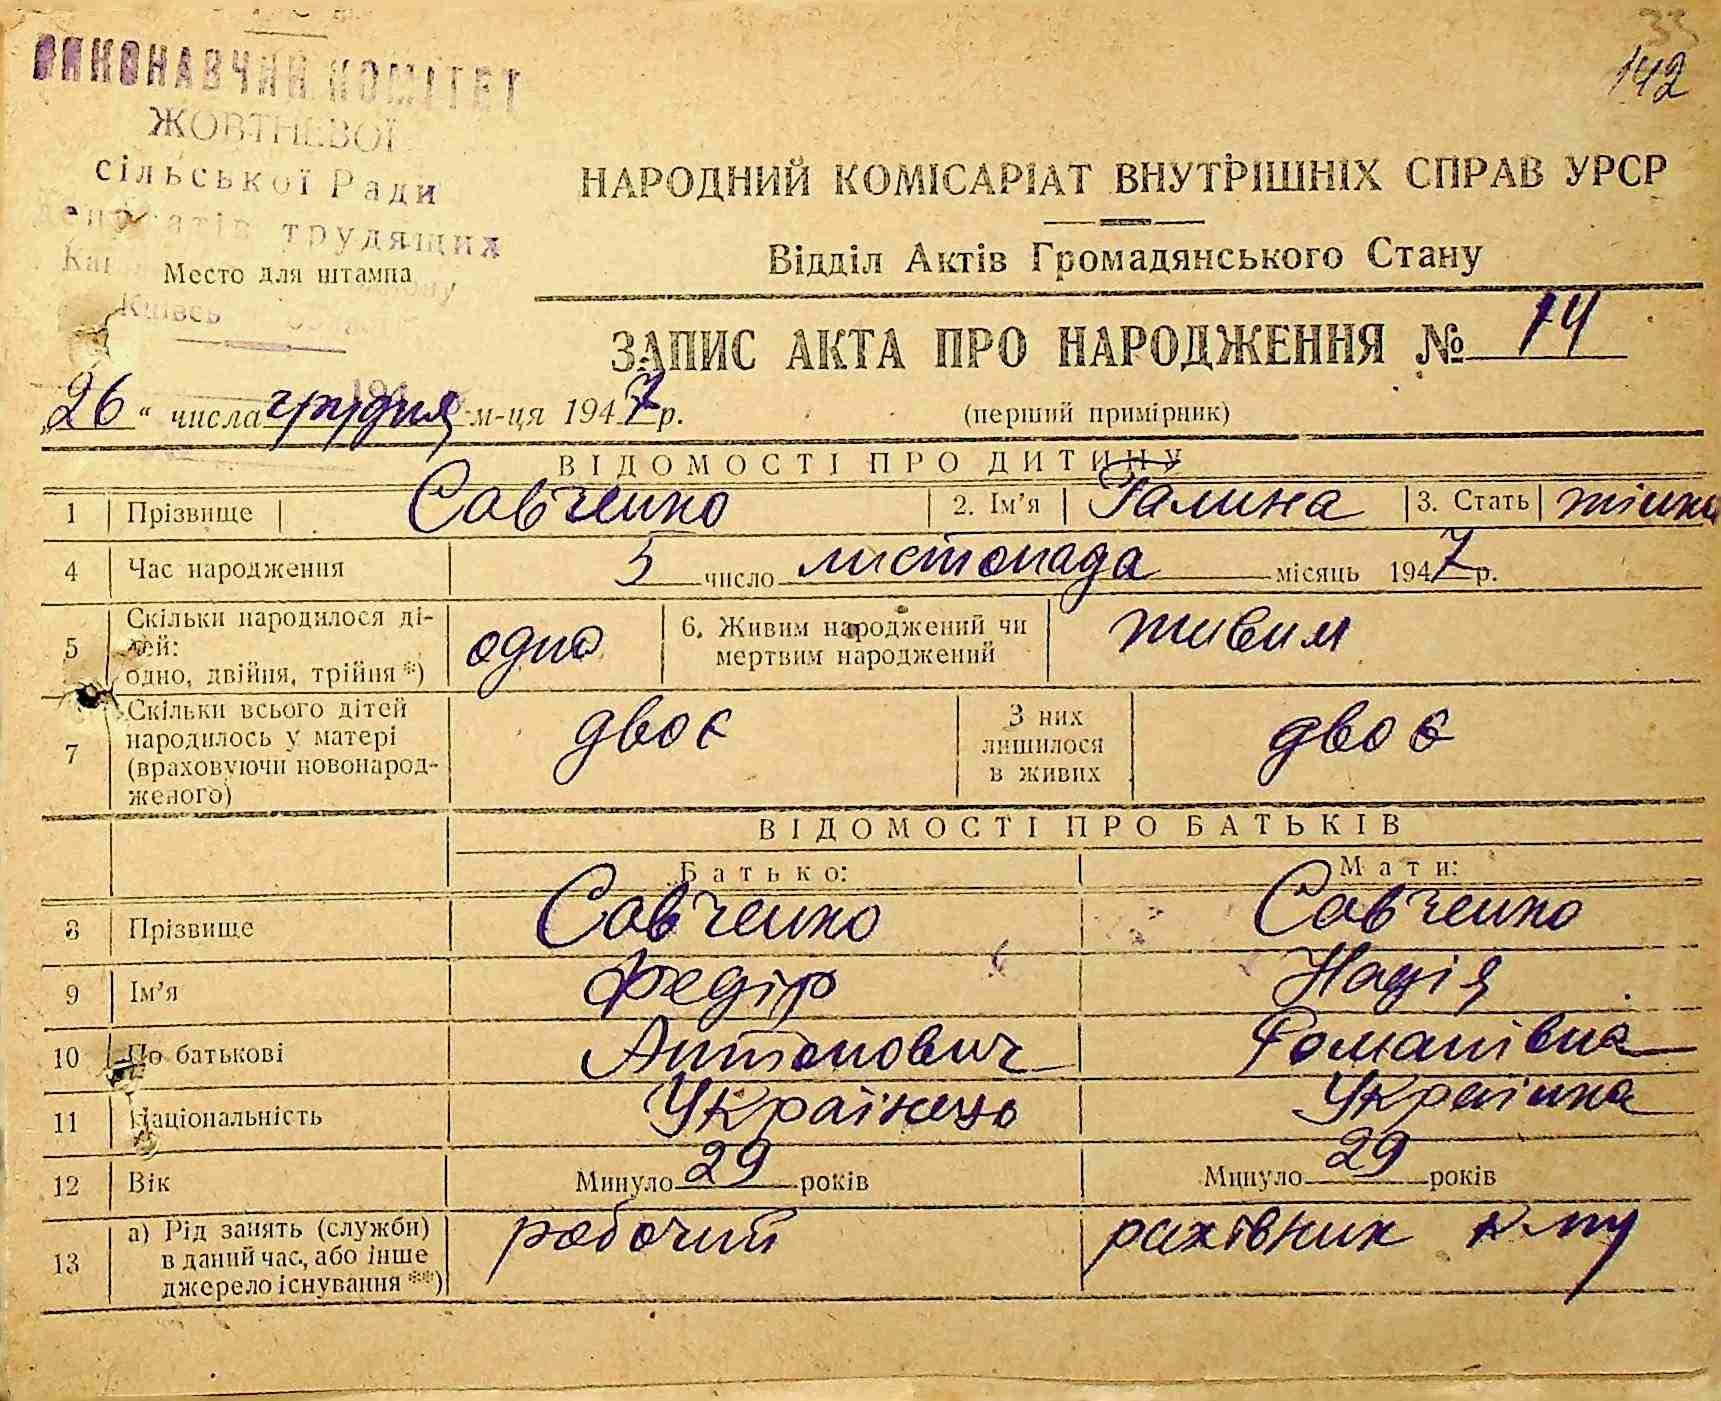 33
142
ВИКОНАВЧИЙ КОМІТЕТ
ЖОВТНЕВОЇ
сільської Ради
депутатів трудящих
Место для штампа
НАРОДНИЙ КОМІСАРІАТ ВНУТРІШНІХ СПРАВ УРСР
Відділ Актів Громадянського Стану
ЗАПИС АКТА ПРО НАРОДЖЕННЯ № 14
„26“ числа грудня м-ця 1947 р. (перший примірник)
ВІДОМОСТІ ПРО ДИТИНУ
1 Прізвище Савченко 2. Ім'я Галина 3. Стать жінка
4 Час народження 5 число листопада місяць 1947 р.
5 Скільки народилося ді-
тей:
одно, двійня, трійня *) одно 6. Живим народжений чи
мертвим народжений живим
7 Скільки всього дітей
народилось у матері
(враховуючи новонарод-
женого) двоє З них
лишилося
в живих двоє
ВІДОМОСТІ ПРО БАТЬКІВ
Батько: Мати:
8 Прізвище Савченко Савченко
9 Ім'я Федір Надія
10 По батькові Антонович Романівна
11 Національність Українець Українка
12 Вік Минуло 29 років Минуло 29 років
13 а) Рід занять (служби)
в даний час, або інше
джерело існування **) робочий рахівник